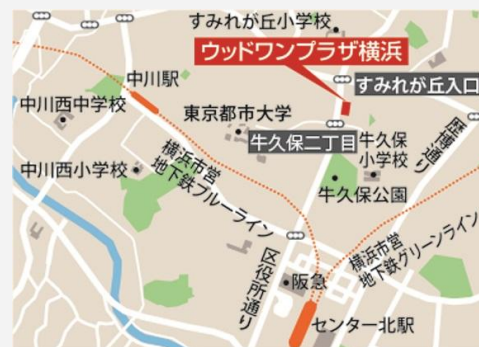 すみれが丘小学校
ウッドワンプラザ横浜
すみれが丘入口
中川駅
中川西中学校
東京都市大学
牛久保二丁目
牛久保
小学校
歴博通り
中川西小学校
横浜市営
地下鉄ブルーライン
牛久保公園
区役所通り
阪急
横浜市営
地下鉄グリーンライン
センター北駅